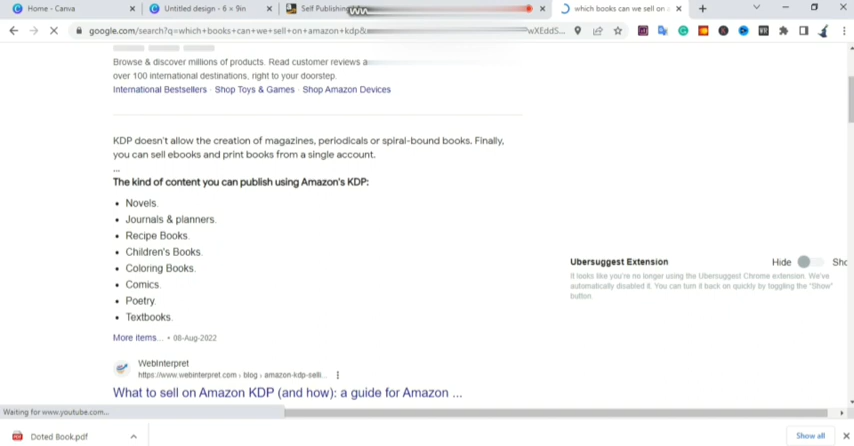 Home - Canva
Untitled design - 6 × 9in
Self Publishing
which books can we sell on
google.com/search?q=which+books+can+we+sell+on+amazon+kdp&
wXEddS...
Browse & discover millions of products. Read customer reviews a
over 100 international destinations, right to your doorstep.
International Bestsellers · Shop Toys & Games · Shop Amazon Devices
KDP doesn't allow the creation of magazines, periodicals or spiral-bound books. Finally,
you can sell ebooks and print books from a single account.
...
The kind of content you can publish using Amazon's KDP:
• Novels.
• Journals & planners.
• Recipe Books.
• Children's Books.
• Coloring Books.
• Comics.
• Poetry.
• Textbooks.
More items... • 08-Aug-2022
Ubersuggest Extension
Hide
Sho
It looks like you're no longer using the Ubersuggest Chrome extension. We've
automatically disabled it. You can turn it back on quickly by toggling the "Show"
button.
WebInterpret
https://www.webinterpret.com › blog › amazon-kdp-selli...
What to sell on Amazon KDP (and how): a guide for Amazon ...
Waiting for www.youtube.com...
Doted Book.pdf
Show all